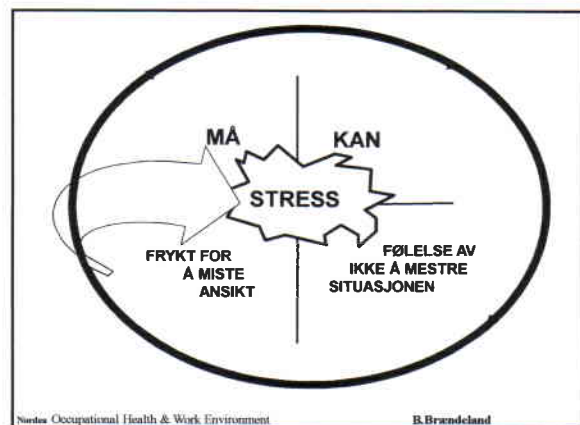 MÅ
KAN
STRESS
FRYKT FOR
Å MISTE
ANSIKT
FØLELSE AV
IKKE Å MESTRE
SITUASJONEN
Nordea Occupational Health & Work Environment
B.Brændeland